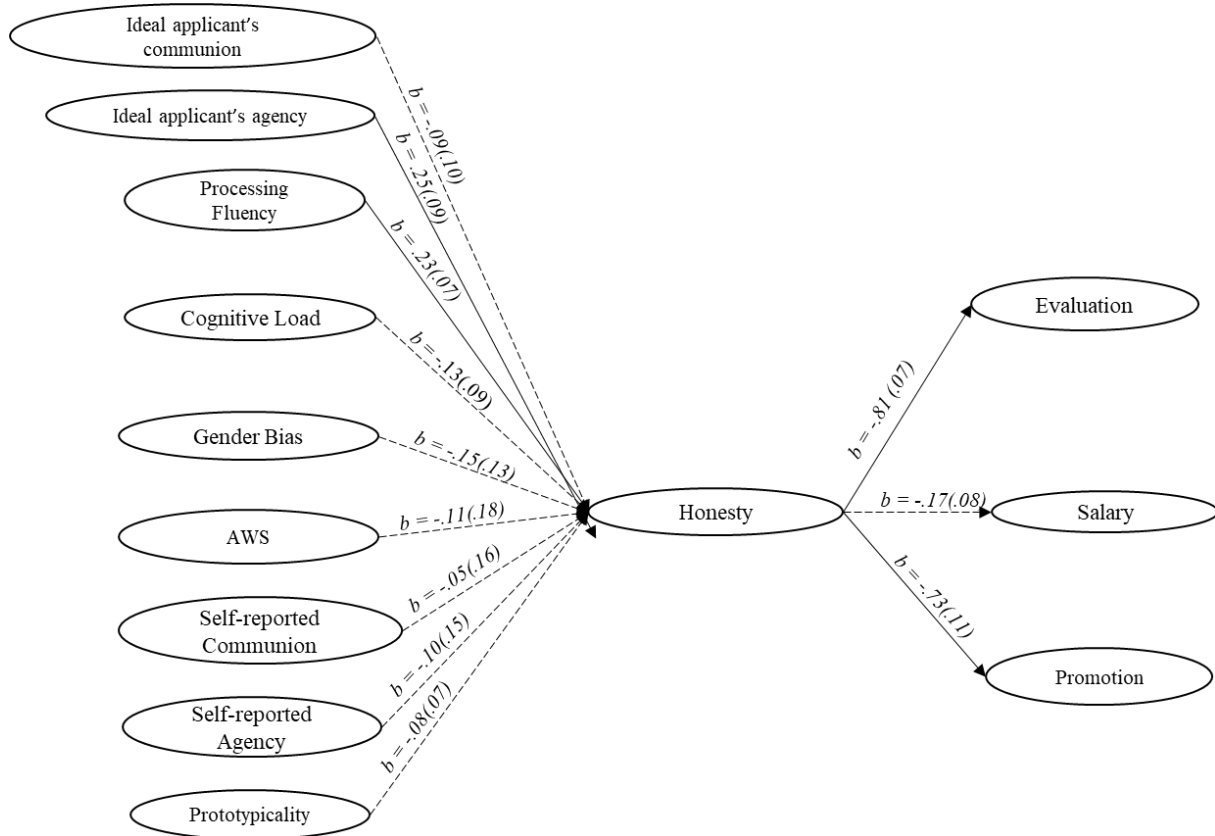 Ideal applicant's
communion
Ideal applicant's agency
Processing
Fluency
Cognitive Load
Gender Bias
AWS
Self-reported
Communion
Self-reported
Agency
Prototypicality
b = -.09(.10)
b = .25(.09)
b = .23(.07)
b = -.13(.09)
b = -.15(.13)
b = -.11(.18)
b = -.05(.16)
b = -.10(.15)
b = -.08(.07)
Honesty
b = -.81 (.07)
b = -.17(.08)
b = -.73(.11)
Evaluation
Salary
Promotion